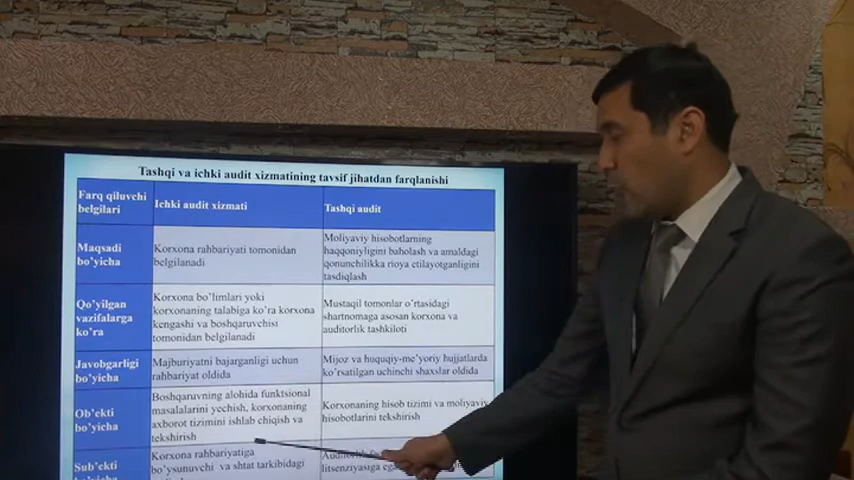 Tashqi va ichki audit xizmatining tavsif jihatdan farqlanishi
Farq qiluvchi
belgilari
Ichki audit xizmati
Tashqi audit
Maqsadi
bo'yicha
Korxona rahbariyati tomonidan
belgilanadi
Moliyaviy hisobotlarning
haqqoniyligini baholash va amaldagi
qonunchilikka rioya etilayotganligini
tasdiqlash
Qo'yilgan
vazifalarga
ko'ra
Korxona bo'limlari yoki
korxonaning talabiga ko'ra korxona
kengashi va boshqaruvchisi
tomonidan belgilanadi
Mustaqil tomonlar o'rtasidagi
shartnomaga asosan korxona va
auditorlik tashkiloti
Javobgarligi
bo'yicha
Majburiyatni bajarganligi uchun
rahbariyat oldida
Mijoz va huquqiy-me'yoriy hujjatlarda
ko'rsatilgan uchinchi shaxslar oldida
Ob'ekti
bo'yicha
Boshqaruvning alohida funktsional
masalalarini yechish, korxonaning
axborot tizimini ishlab chiqish va
tekshirish
Korxonaning hisob tizimi va moliyaviy
hisobotlarini tekshirish
Sub'ekti
Korxona rahbariyatiga
bo'ysunuvchi va shtat tarkibidagi
litsenziyasiga